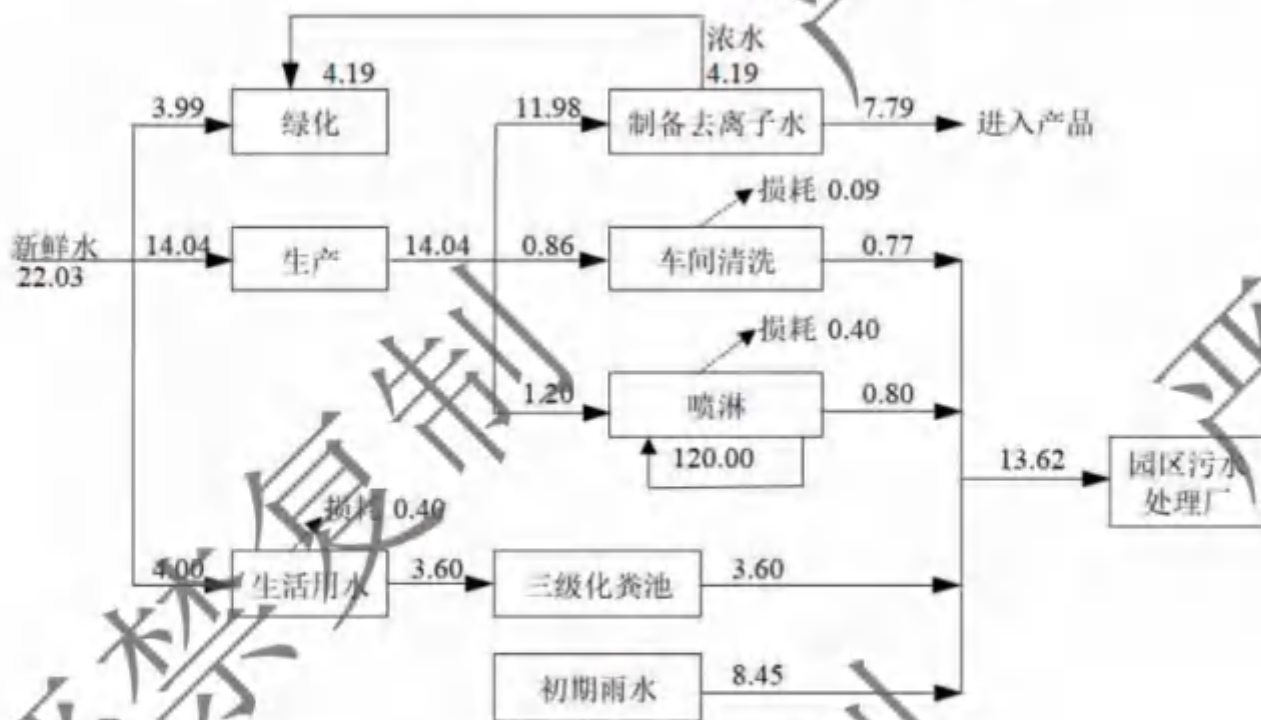 浓水
4.19
4.19
3.99
绿化
11.98
制备去离子水
7.79
进入产品
损耗 0.09
新鲜水
22.03
14.04
生产
14.04
0.86
车间清洗
0.77
损耗 0.40
1.20
喷淋
0.80
120.00
13.62
园区污水
处理厂
损耗 0.40
4.00
生活用水
3.60
三级化粪池
3.60
初期雨水
8.45
禁复制